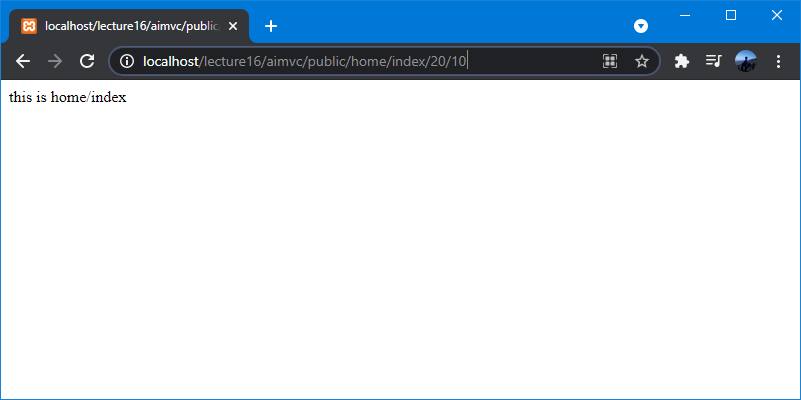 localhost/lecture16/aimvc/public
localhost/lecture16/aimvc/public/home/index/20/10
this is home/index